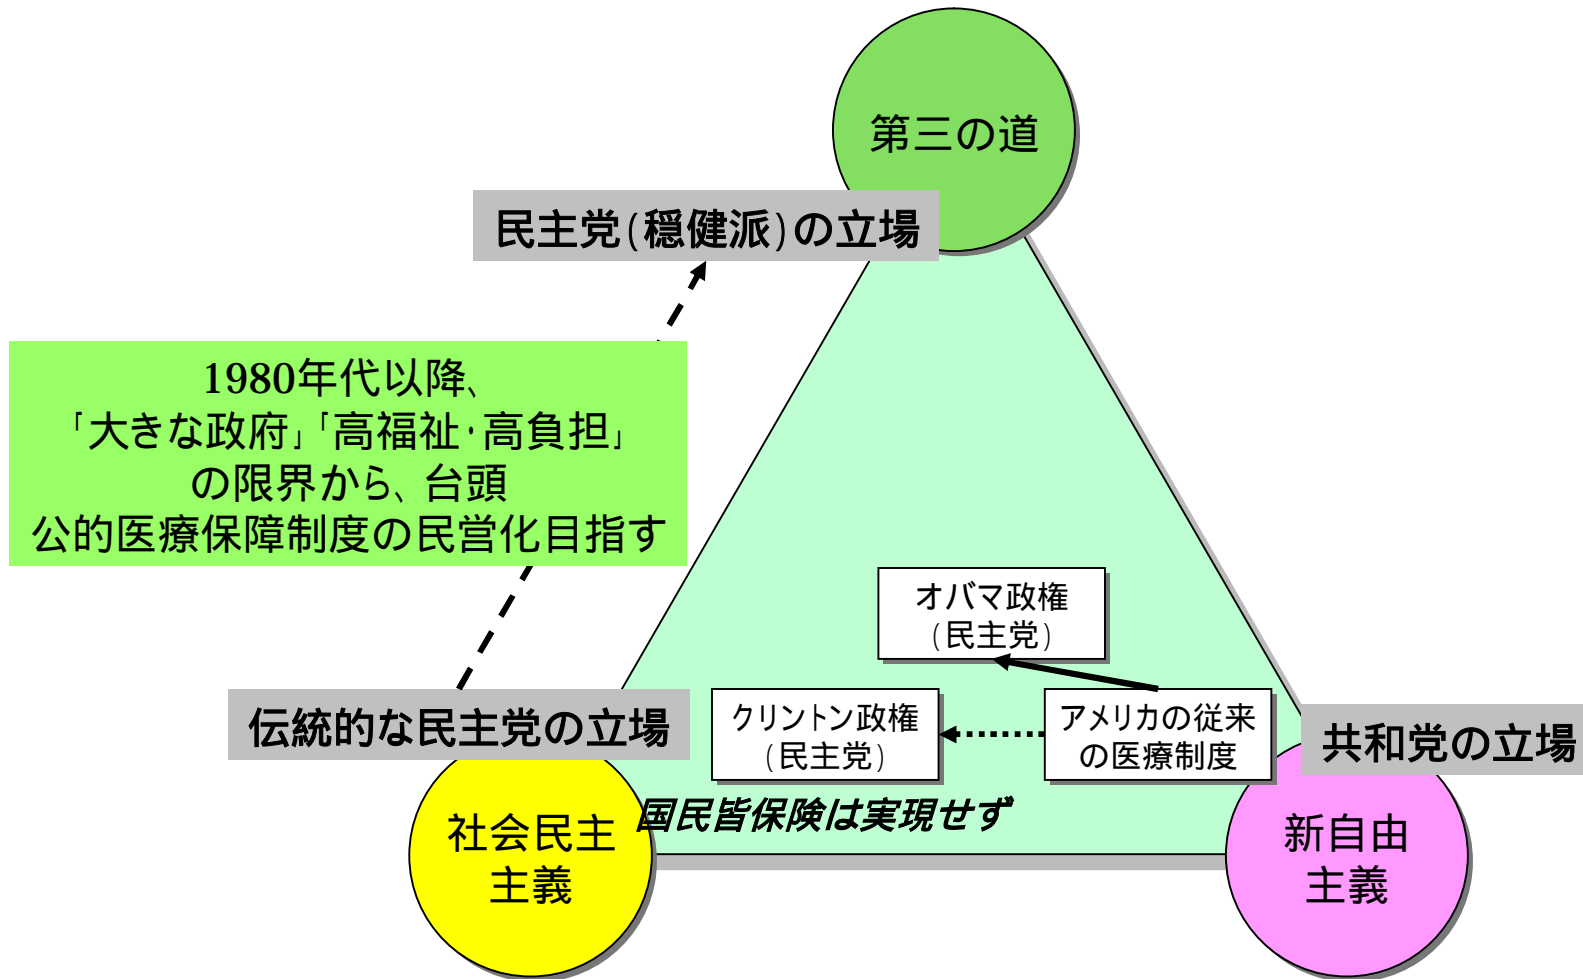 第三の道
民主党(穏健派)の立場
1980年代以降、
「大きな政府」「高福祉・高負担」
の限界から、台頭
公的医療保障制度の民営化目指す
オバマ政権
(民主党)
伝統的な民主党の立場
クリントン政権
(民主党)
アメリカの従来
の医療制度
共和党の立場
国民皆保険は実現せず
社会民主
主義
新自由
主義